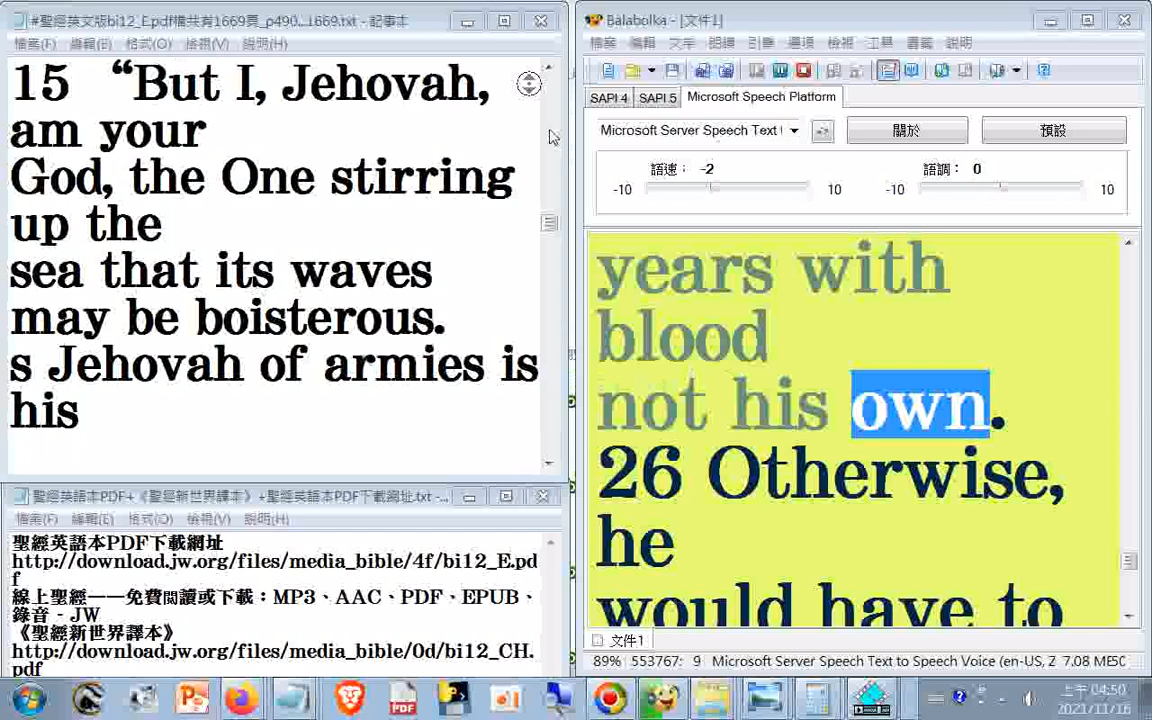 #聖經英文版bi12_E.pdf檔共有1669頁_p490...1669.txt - 記事本
檔案(F) 編輯(E) 格式(O) 檢視(V) 說明(H)
15 “But I, Jehovah,
am your
God, the One stirring
up the
sea that its waves
may be boisterous.
s Jehovah of armies is
his
聖經英語本PDF+《聖經新世界譯本》+聖經英語本PDF下載網址.txt - ...
檔案(F) 編輯(E) 格式(O) 檢視(V) 說明(H)
聖經英語本PDF下載網址
http://download.jw.org/files/media_bible/4f/bi12_E.pd
f
線上聖經——免費閱讀或下載：MP3、AAC、PDF、EPUB、
錄音 - JW
《聖經新世界譯本》
http://download.jw.org/files/media_bible/0d/bi12_CH.
pdf
Balabolka - [文件1]
檔案 編輯 文字 朗讀 引擎 選項 檢視 工具 書籤 說明
SAPI 4 SAPI 5 Microsoft Speech Platform
Microsoft Server Speech Text 關於 預設
語速： -2 語調： 0
-10 10 -10 10
years with
blood
not his own.
26 Otherwise,
he
would have to
文件1
89% 553767: 9 Microsoft Server Speech Text to Speech Voice (en-US, Z 7.08 ME50
上午 04:50
2021/11/16